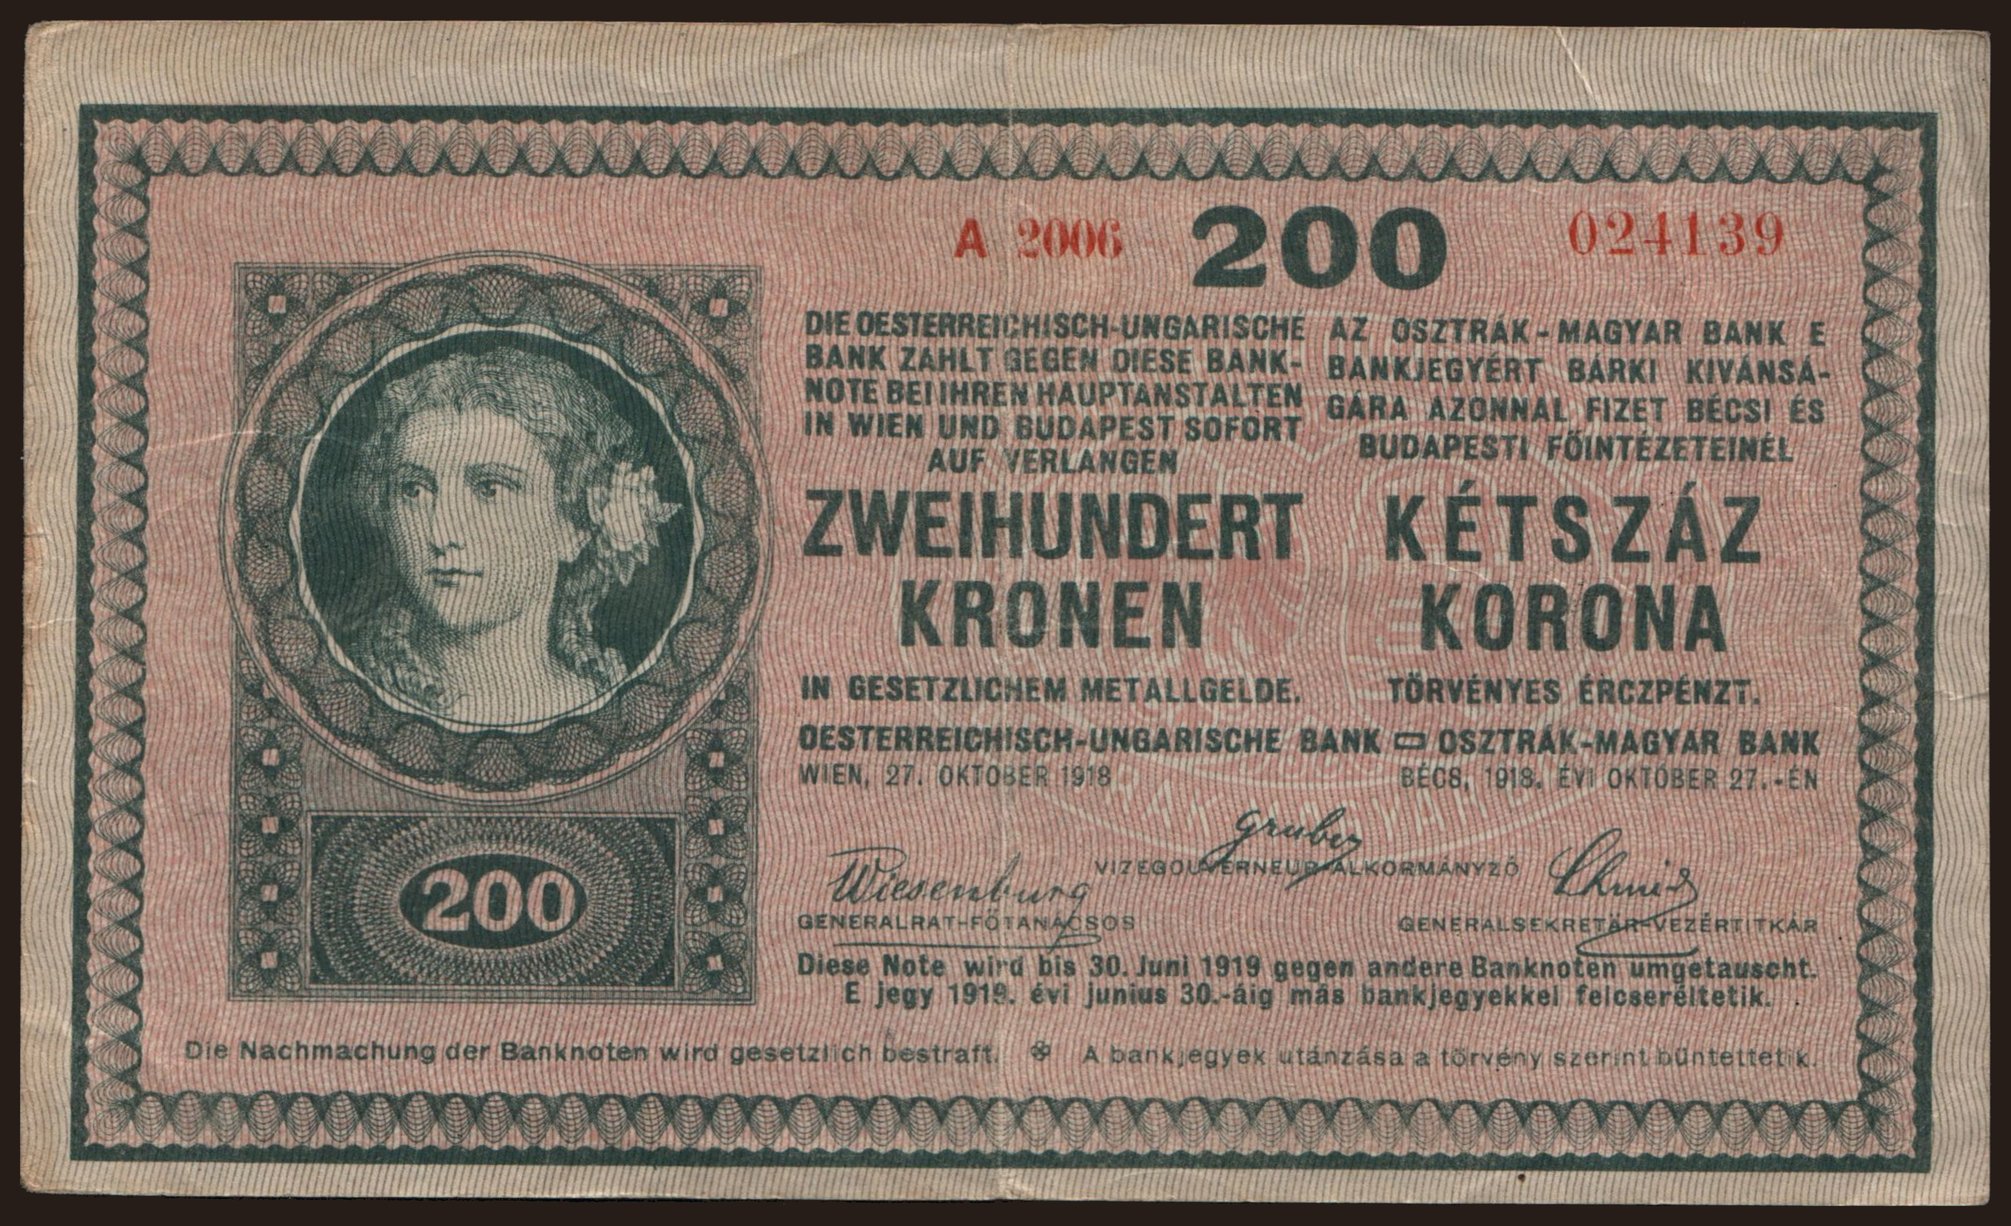 A 2006 200 024139
DIE OESTERREICHISCH-UNGARISCHE
BANK ZAHLT GEGEN DIESE BANK-
NOTE BEI IHREN HAUPTANSTALTEN
IN WIEN UND BUDAPEST SOFORT
AUF VERLANGEN
ZWEIHUNDERT
KRONEN
IN GESETZLICHEM METALLGELDE.
AZ OSZTRÁK-MAGYAR BANK E
BANKJEGYÉRT BÁRKI KIVÁNSÁ-
GÁRA AZONNAL FIZET BÉCSI ÉS
BUDAPESTI FŐINTÉZETEINÉL
KÉTSZÁZ
KORONA
TÖRVÉNYES ÉRCZPÉNZT.
OESTERREICHISCH-UNGARISCHE BANK OSZTRÁK-MAGYAR BANK
WIEN, 27. OKTOBER 1918 BÉCS, 1918. ÉVI OKTÓBER 27.-ÉN
Gruber
VIZEGOUVERNEUR-ALKORMÁNYZÓ
Wiesenburg
GENERALRAT-FŐTANÁCSOS
Schmid
GENERALSEKRETÄR-VEZÉRTITKÁR
200
Diese Note wird bis 30. Juni 1919 gegen andere Banknoten umgetauscht.
E jegy 1919. évi junius 30.-áig más bankjegyekkel felcseréltetik.
Die Nachmachung der Banknoten wird gesetzlich bestraft. A bankjegyek utánzása a törvény szerint büntettetik.